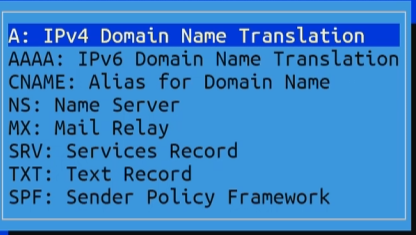 A: IPv4 Domain Name Translation
AAAA: IPv6 Domain Name Translation
CNAME: Alias for Domain Name
NS: Name Server
MX: Mail Relay
SRV: Services Record
TXT: Text Record
SPF: Sender Policy Framework